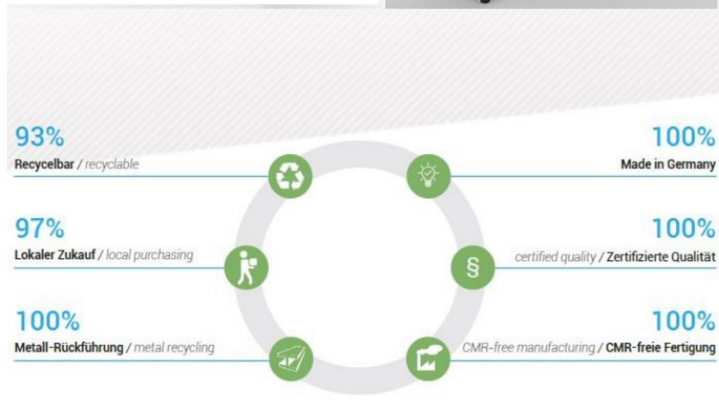 93%
Recycelbar / recyclable
100%
Made in Germany
97%
Lokaler Zukauf / local purchasing
100%
certified quality / Zertifizierte Qualität
§
100%
Metall-Rückführung / metal recycling
100%
CMR-free manufacturing / CMR-freie Fertigung